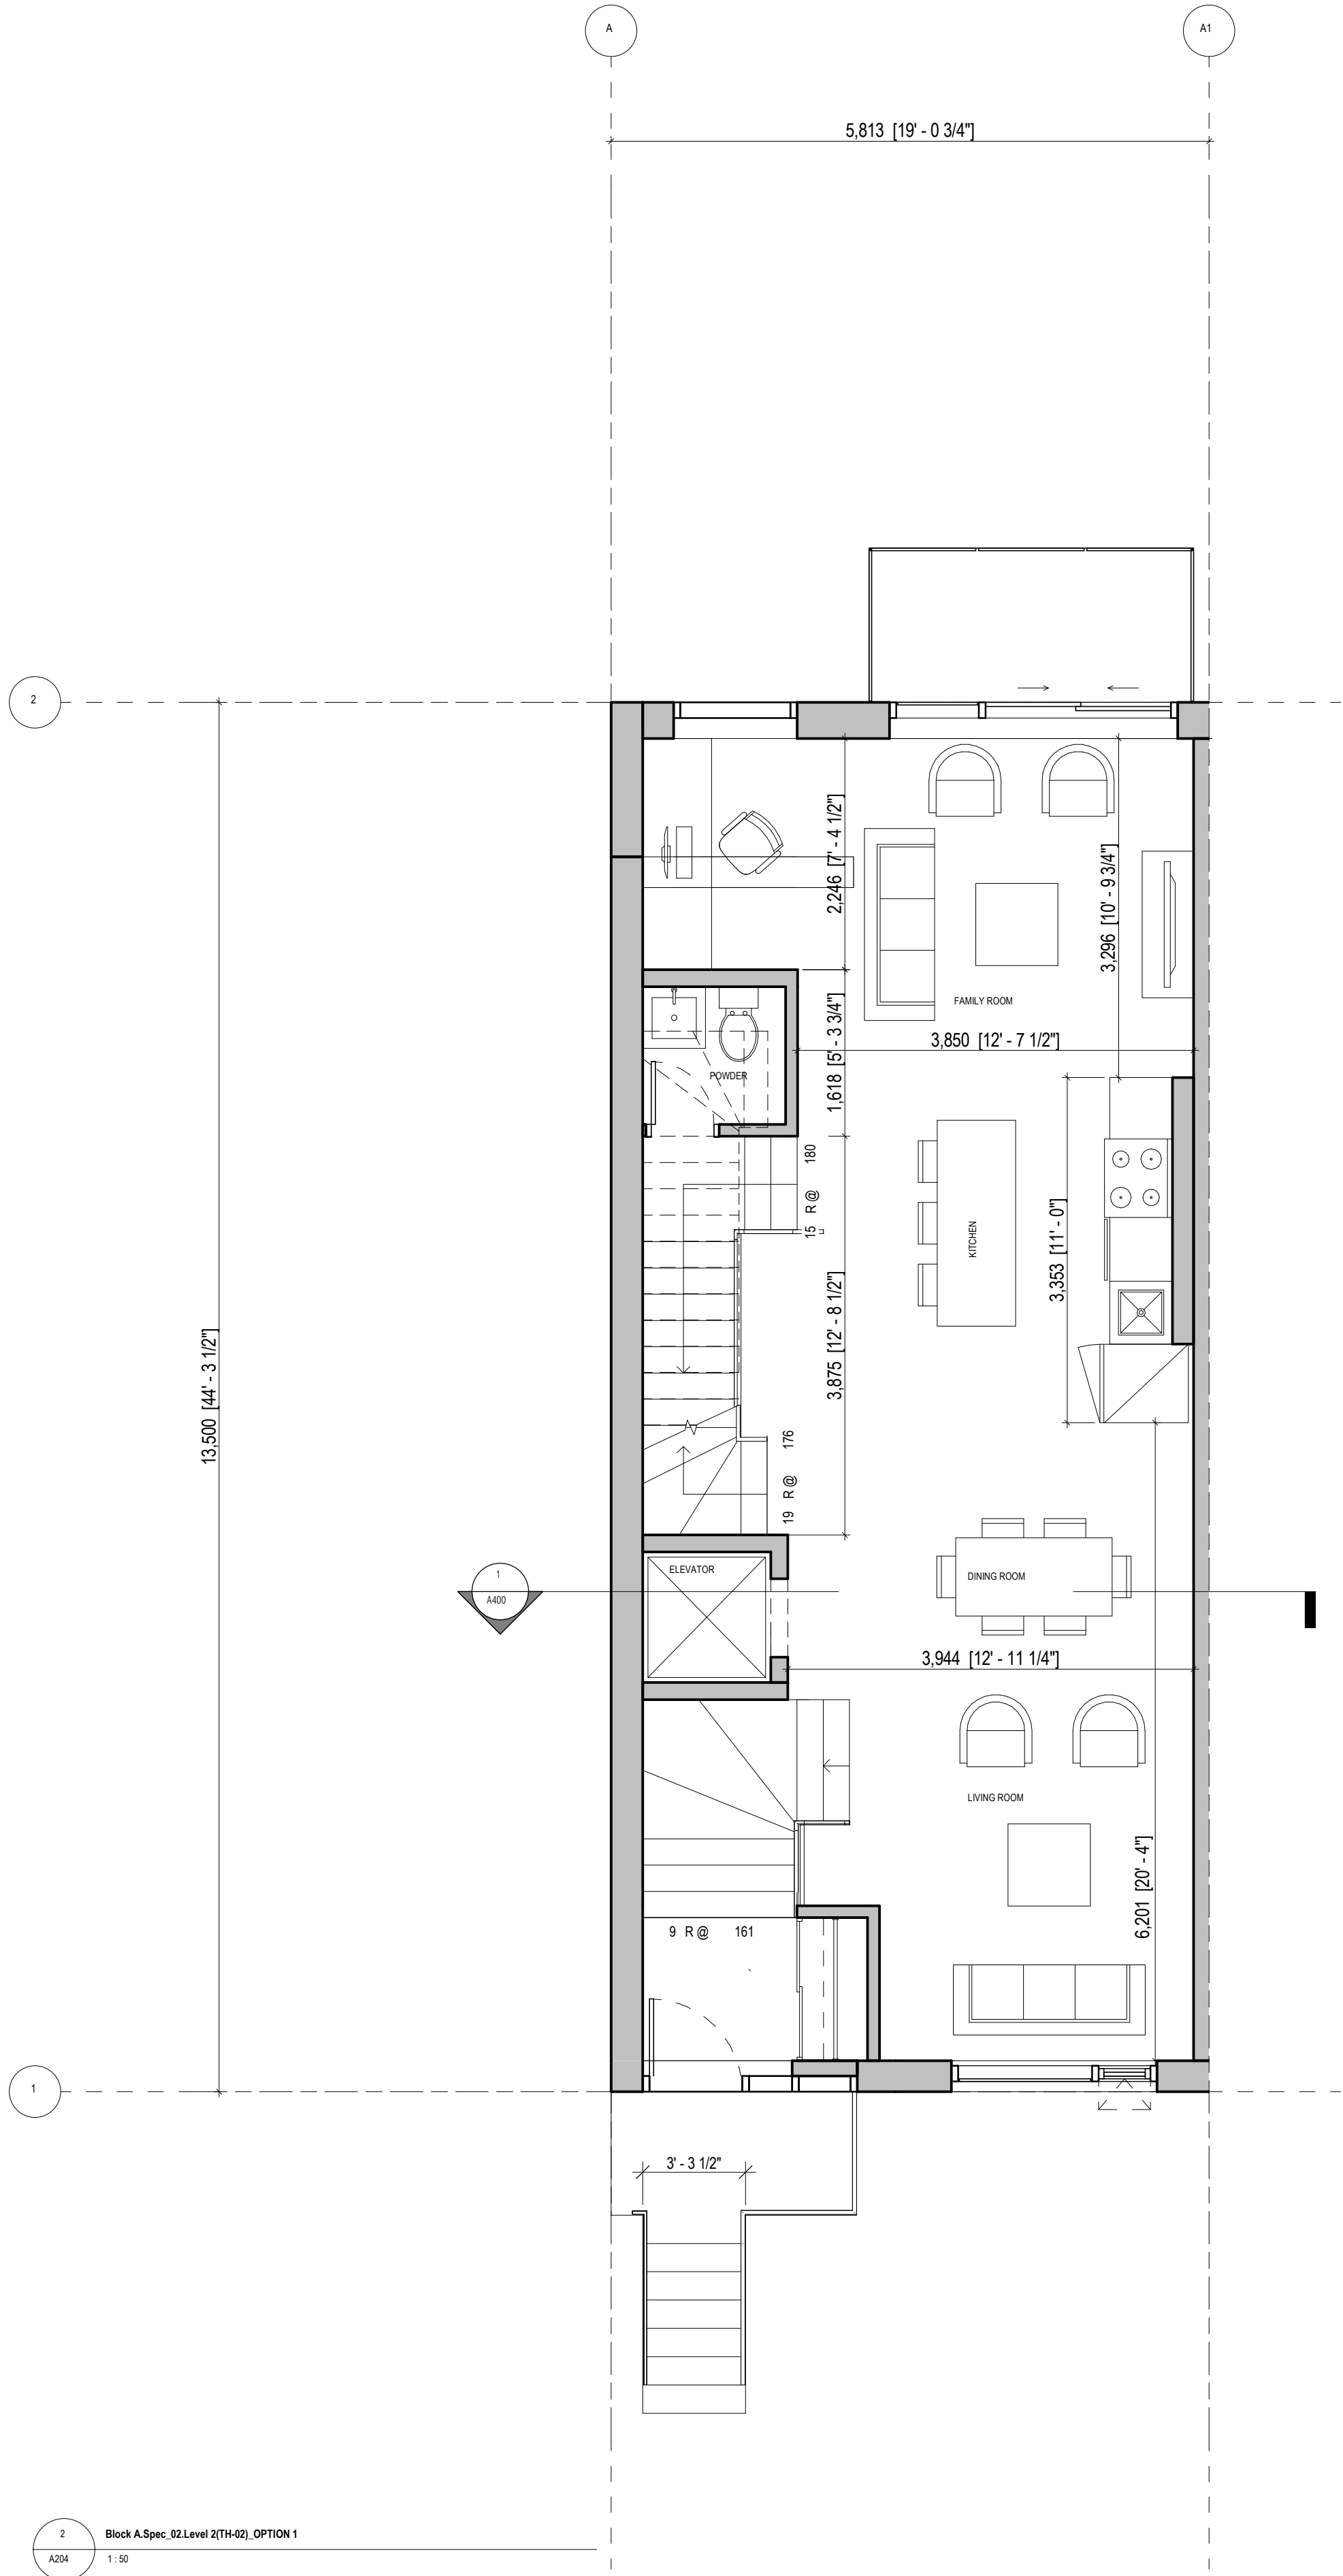 A
A1
5,813 [19' - 0 3/4"]
2
2,246 [7' - 4 1/2"]
3,296 [10' - 9 3/4"]
FAMILY ROOM
3,850 [12' - 7 1/2"]
1,618 [5' - 3 3/4"]
POWDER
15 R @ 180
KITCHEN
3,353 [11' - 0"]
3,875 [12' - 8 1/2"]
13,500 [44' - 3 1/2"]
19 R @ 176
ELEVATOR
1
A400
DINING ROOM
3,944 [12' - 11 1/4"]
LIVING ROOM
6,201 [20' - 4"]
9 R @ 161
1
3' - 3 1/2"
2
Block A.Spec_02.Level 2(TH-02)_OPTION 1
A204
1 : 50